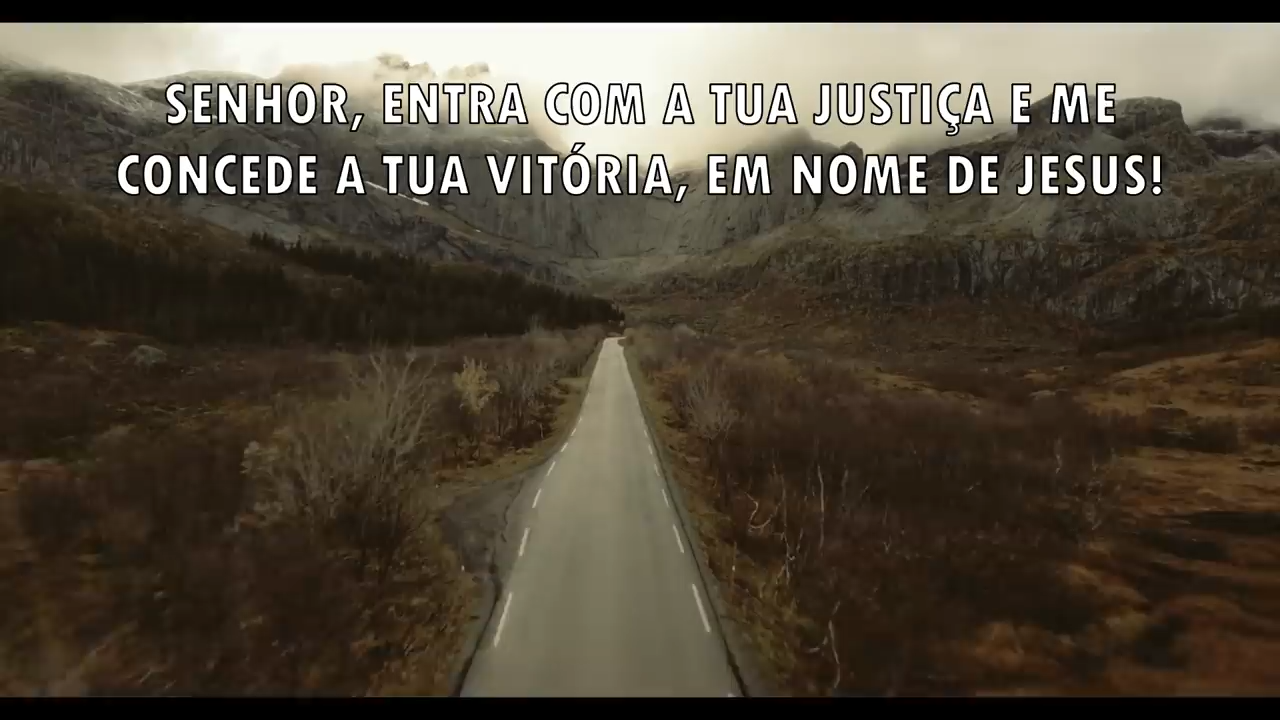 SENHOR, ENTRA COM A TUA JUSTIÇA E ME
CONCEDE A TUA VITÓRIA, EM NOME DE JESUS!